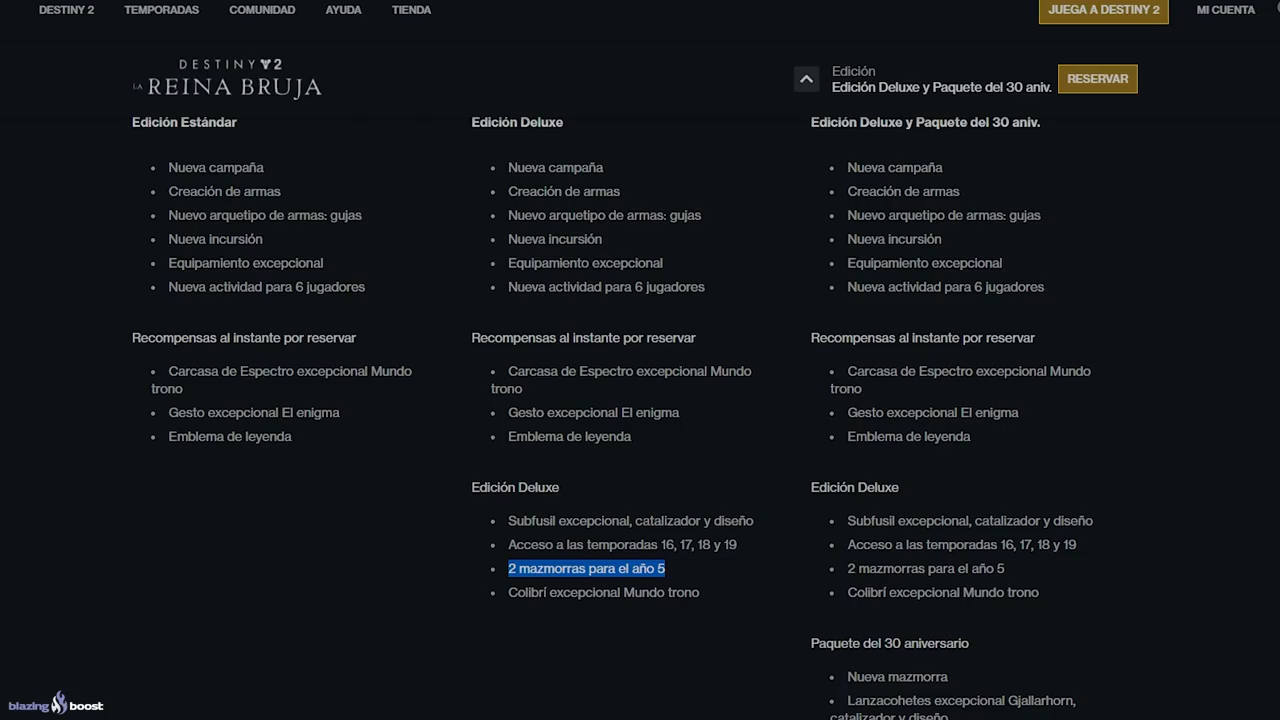 DESTINY 2 TEMPORADAS COMUNIDAD AYUDA TIENDA JUEGA A DESTINY 2 MI CUENTA
DESTINY 2
LA REINA BRUJA
Edición
Edición Deluxe y Paquete del 30 aniv.
RESERVAR
Edición Estándar
Nueva campaña
Creación de armas
Nuevo arquetipo de armas: gujas
Nueva incursión
Equipamiento excepcional
Nueva actividad para 6 jugadores
Recompensas al instante por reservar
Carcasa de Espectro excepcional Mundo
trono
Gesto excepcional El enigma
Emblema de leyenda
Edición Deluxe
Nueva campaña
Creación de armas
Nuevo arquetipo de armas: gujas
Nueva incursión
Equipamiento excepcional
Nueva actividad para 6 jugadores
Recompensas al instante por reservar
Carcasa de Espectro excepcional Mundo
trono
Gesto excepcional El enigma
Emblema de leyenda
Edición Deluxe
Subfusil excepcional, catalizador y diseño
Acceso a las temporadas 16, 17, 18 y 19
2 mazmorras para el año 5
Colibrí excepcional Mundo trono
Edición Deluxe y Paquete del 30 aniv.
Nueva campaña
Creación de armas
Nuevo arquetipo de armas: gujas
Nueva incursión
Equipamiento excepcional
Nueva actividad para 6 jugadores
Recompensas al instante por reservar
Carcasa de Espectro excepcional Mundo
trono
Gesto excepcional El enigma
Emblema de leyenda
Edición Deluxe
Subfusil excepcional, catalizador y diseño
Acceso a las temporadas 16, 17, 18 y 19
2 mazmorras para el año 5
Colibrí excepcional Mundo trono
Paquete del 30 aniversario
Nueva mazmorra
Lanzacohetes excepcional Gjallarhorn,
catalizador y diseño
blazing boost